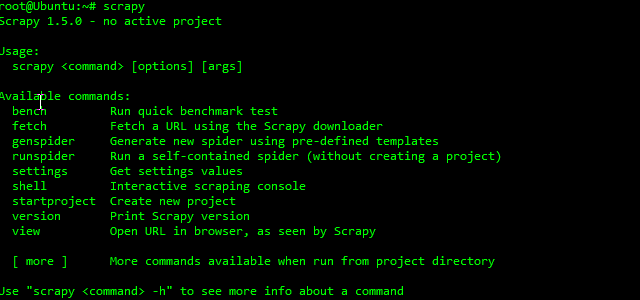 root@Ubuntu:~# scrapy
Scrapy 1.5.0 - no active project
Usage:
  scrapy <command> [options] [args]
Available commands:
  bench         Run quick benchmark test
  fetch         Fetch a URL using the Scrapy downloader
  genspider     Generate new spider using pre-defined templates
  runspider     Run a self-contained spider (without creating a project)
  settings      Get settings values
  shell         Interactive scraping console
  startproject  Create new project
  version       Print Scrapy version
  view          Open URL in browser, as seen by Scrapy
  [ more ]      More commands available when run from project directory
Use "scrapy <command> -h" to see more info about a command